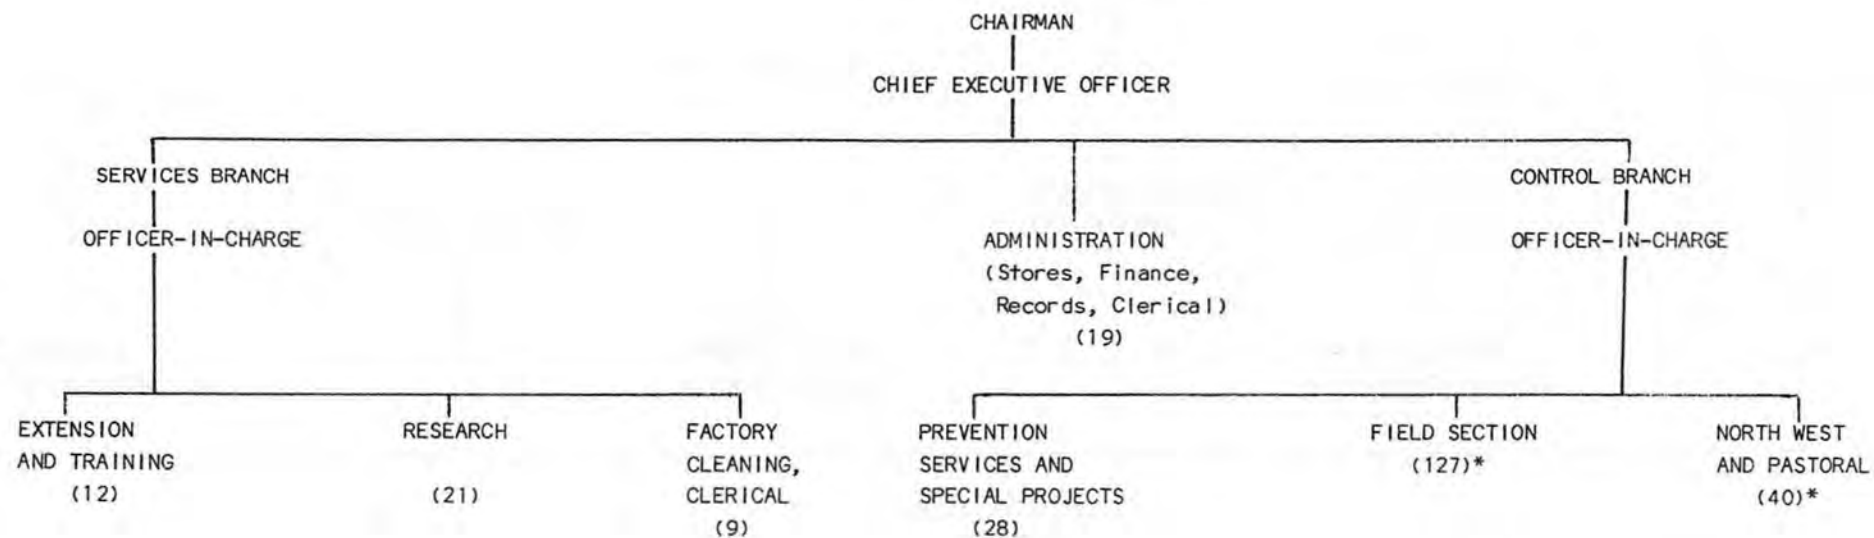 CHAIRMAN
CHIEF EXECUTIVE OFFICER
SERVICES BRANCH
OFFICER-IN-CHARGE
ADMINISTRATION
(Stores, Finance,
Records, Clerical)
(19)
CONTROL BRANCH
OFFICER-IN-CHARGE
EXTENSION
AND TRAINING
(12)
RESEARCH
(21)
FACTORY
CLEANING,
CLERICAL
(9)
PREVENTION
SERVICES AND
SPECIAL PROJECTS
(28)
FIELD SECTION
(127)*
NORTH WEST
AND PASTORAL
(40)*